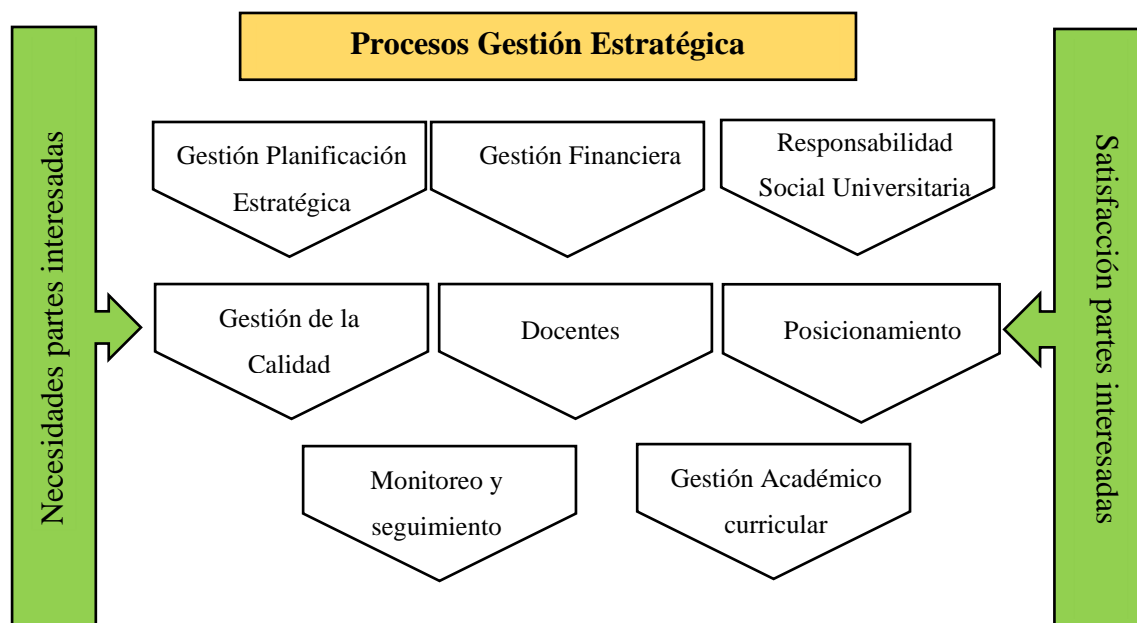 Procesos Gestión Estratégica
Necesidades partes interesadas
Gestión Planificación
Estratégica
Gestión Financiera
Responsabilidad
Social Universitaria
Gestión de la
Calidad
Docentes
Posicionamiento
Monitoreo y
seguimiento
Gestión Académico
curricular
Satisfacción partes interesadas